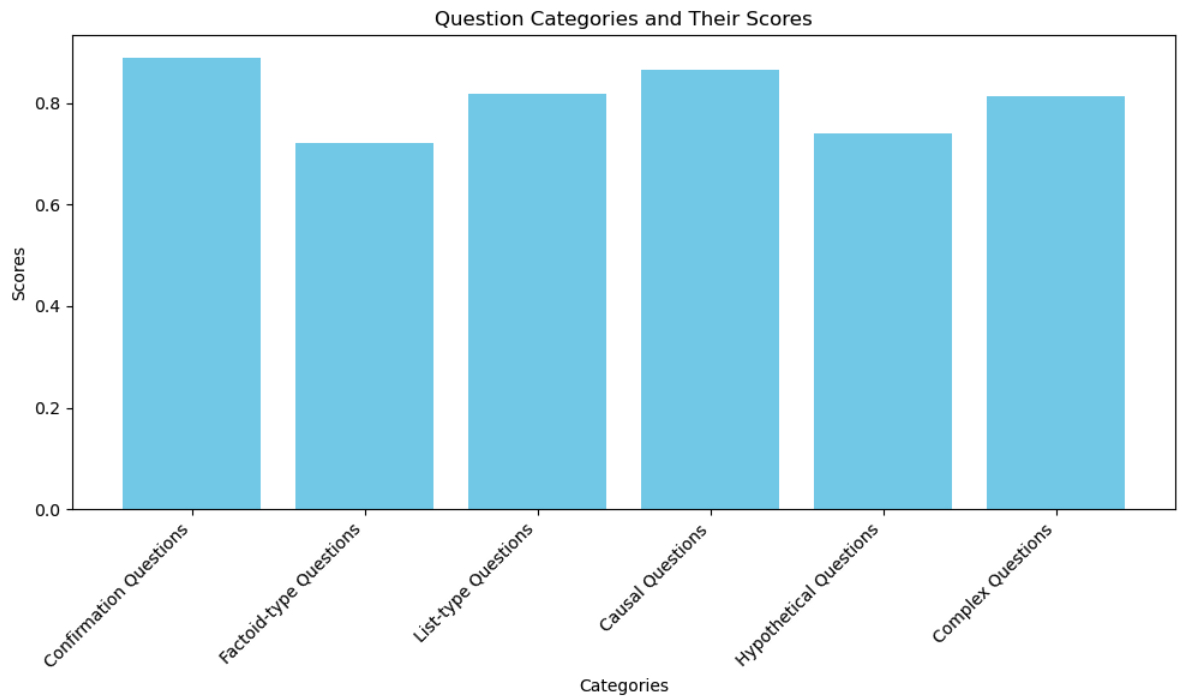 Question Categories and Their Scores
Scores
0.8
0.6
0.4
0.2
0.0
Confirmation Questions
Factoid-type Questions
List-type Questions
Causal Questions
Hypothetical Questions
Complex Questions
Categories